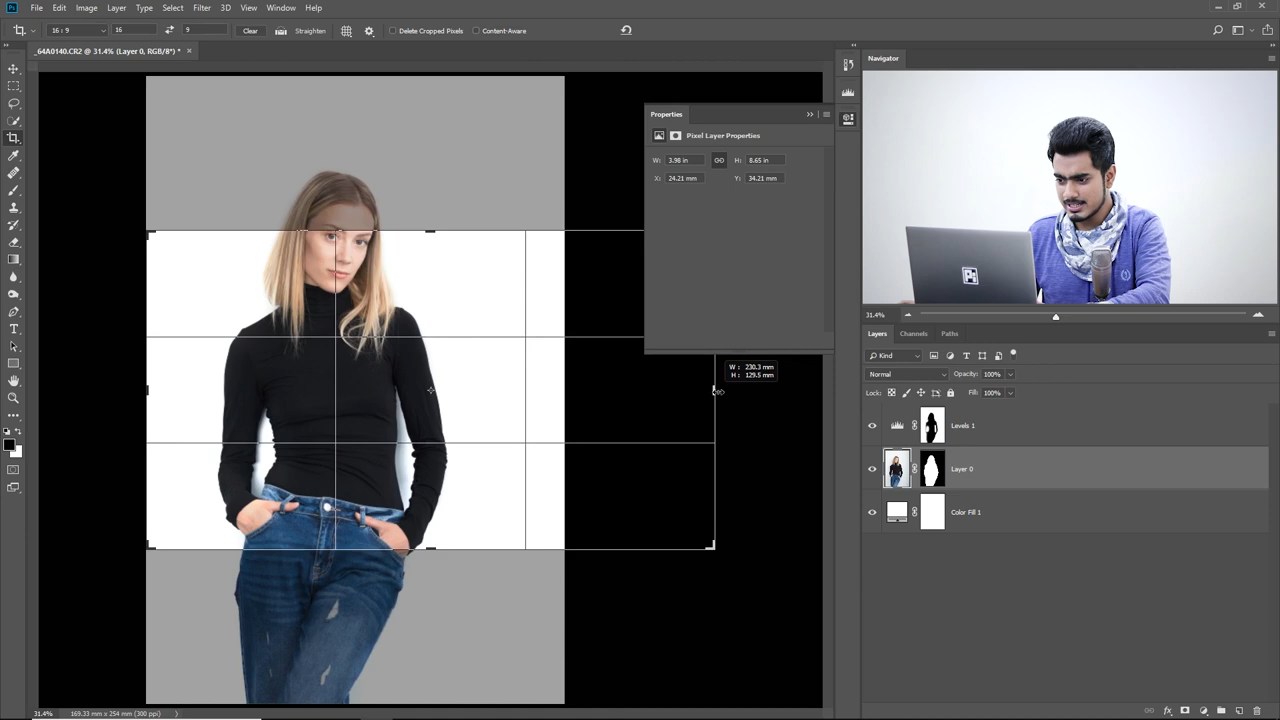 Ps File Edit Image Layer Type Select Filter 3D View Window Help
16 : 9 16 9 Clear Straighten Delete Cropped Pixels Content-Aware
_64A0140.CR2 @ 31.4% (Layer 0, RGB/8*) * ×
Navigator
Properties
Pixel Layer Properties
W: 3.98 in H: 8.65 in
X: 24.21 mm Y: 34.21 mm
Pi
31.4%
Layers Channels Paths
Kind
W : 230.3 mm
H : 129.5 mm
Normal Opacity: 100%
Lock: Fill: 100%
Levels 1
Layer 0
Color Fill 1
31.4% 169.33 mm x 254 mm (300 ppi)